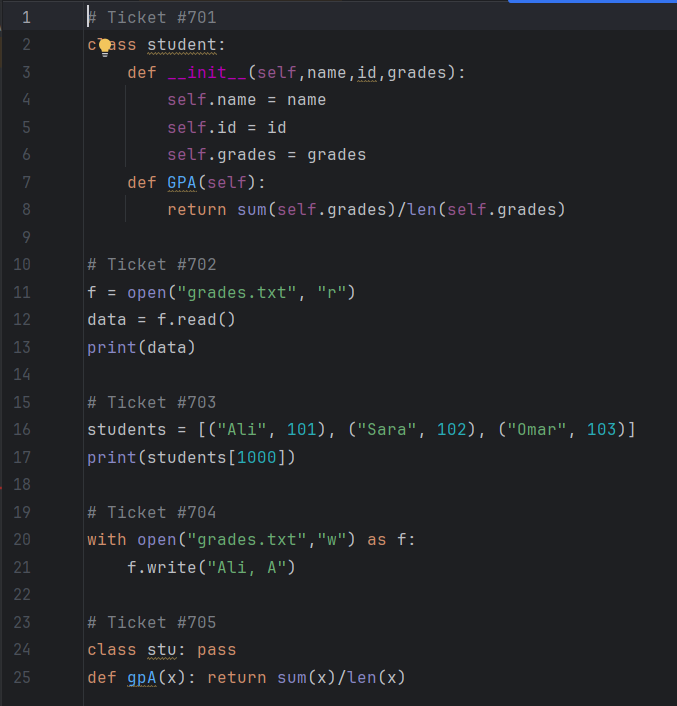 1 # Ticket #701
2 class student:
3     def __init__(self,name,id,grades):
4         self.name = name
5         self.id = id
6         self.grades = grades
7     def GPA(self):
8         return sum(self.grades)/len(self.grades)
9
10 # Ticket #702
11 f = open("grades.txt", "r")
12 data = f.read()
13 print(data)
14
15 # Ticket #703
16 students = [("Ali", 101), ("Sara", 102), ("Omar", 103)]
17 print(students[1000])
18
19 # Ticket #704
20 with open("grades.txt","w") as f:
21     f.write("Ali, A")
22
23 # Ticket #705
24 class stu: pass
25 def gpA(x): return sum(x)/len(x)